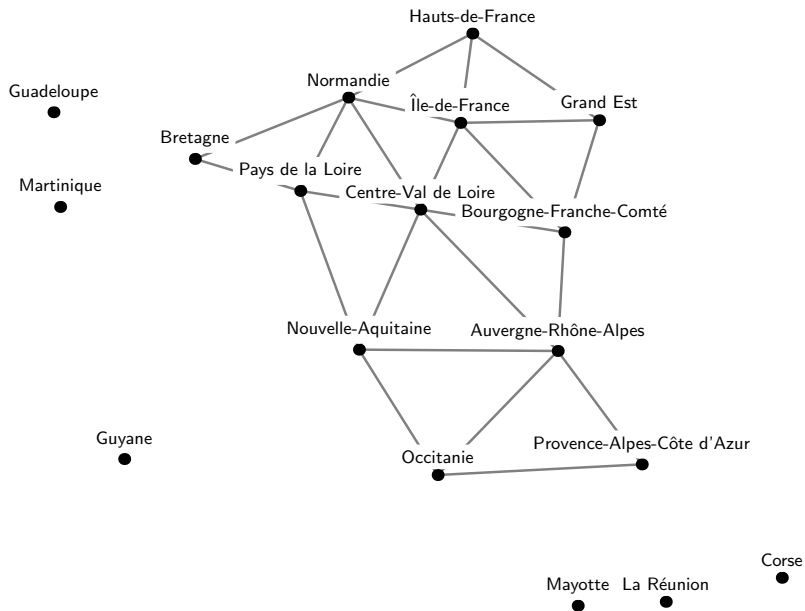 Hauts-de-France
Normandie
Guadeloupe
Île-de-France
Grand Est
Bretagne
Pays de la Loire
Martinique
Centre-Val de Loire
Bourgogne-Franche-Comté
Nouvelle-Aquitaine
Auvergne-Rhône-Alpes
Guyane
Occitanie
Provence-Alpes-Côte d'Azur
Mayotte
La Réunion
Corse